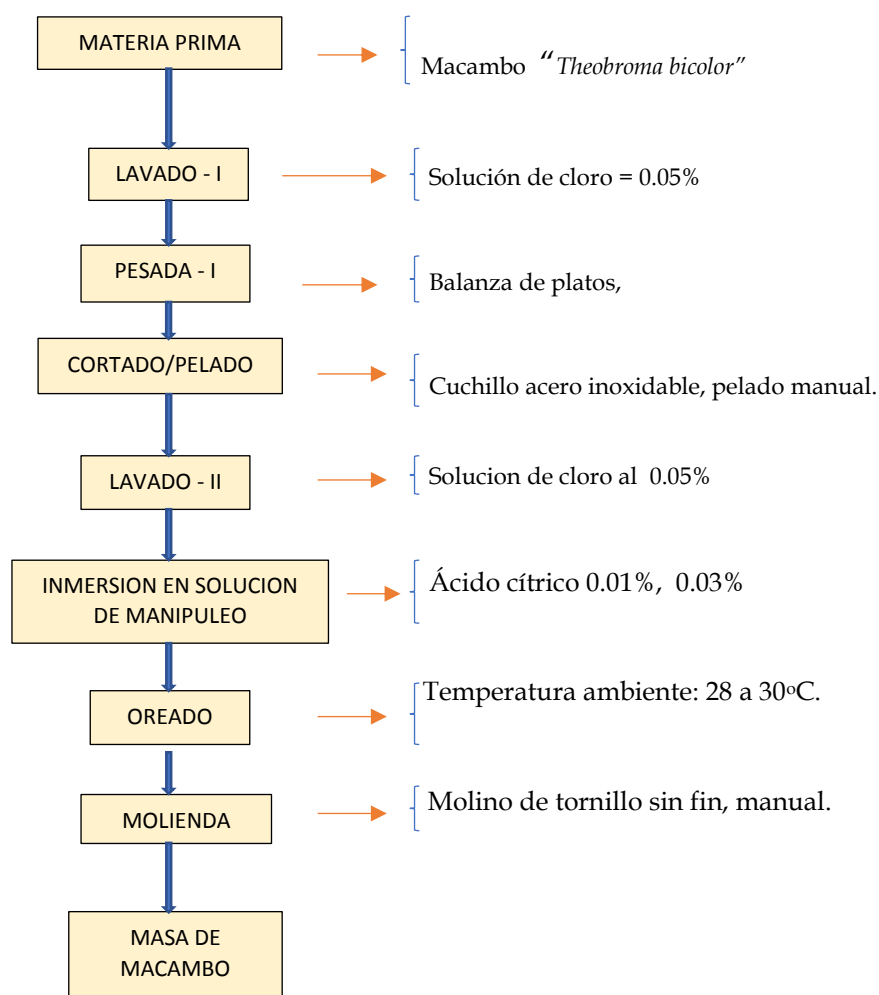 MATERIA PRIMA
Macambo “Theobroma bicolor”
LAVADO - I
Solución de cloro = 0.05%
PESADA - I
Balanza de platos,
CORTADO/PELADO
Cuchillo acero inoxidable, pelado manual.
LAVADO - II
Solucion de cloro al 0.05%
INMERSION EN SOLUCION
DE MANIPULEO
Ácido cítrico 0.01%, 0.03%
OREADO
Temperatura ambiente: 28 a 30ºC.
MOLIENDA
Molino de tornillo sin fin, manual.
MASA DE
MACAMBO